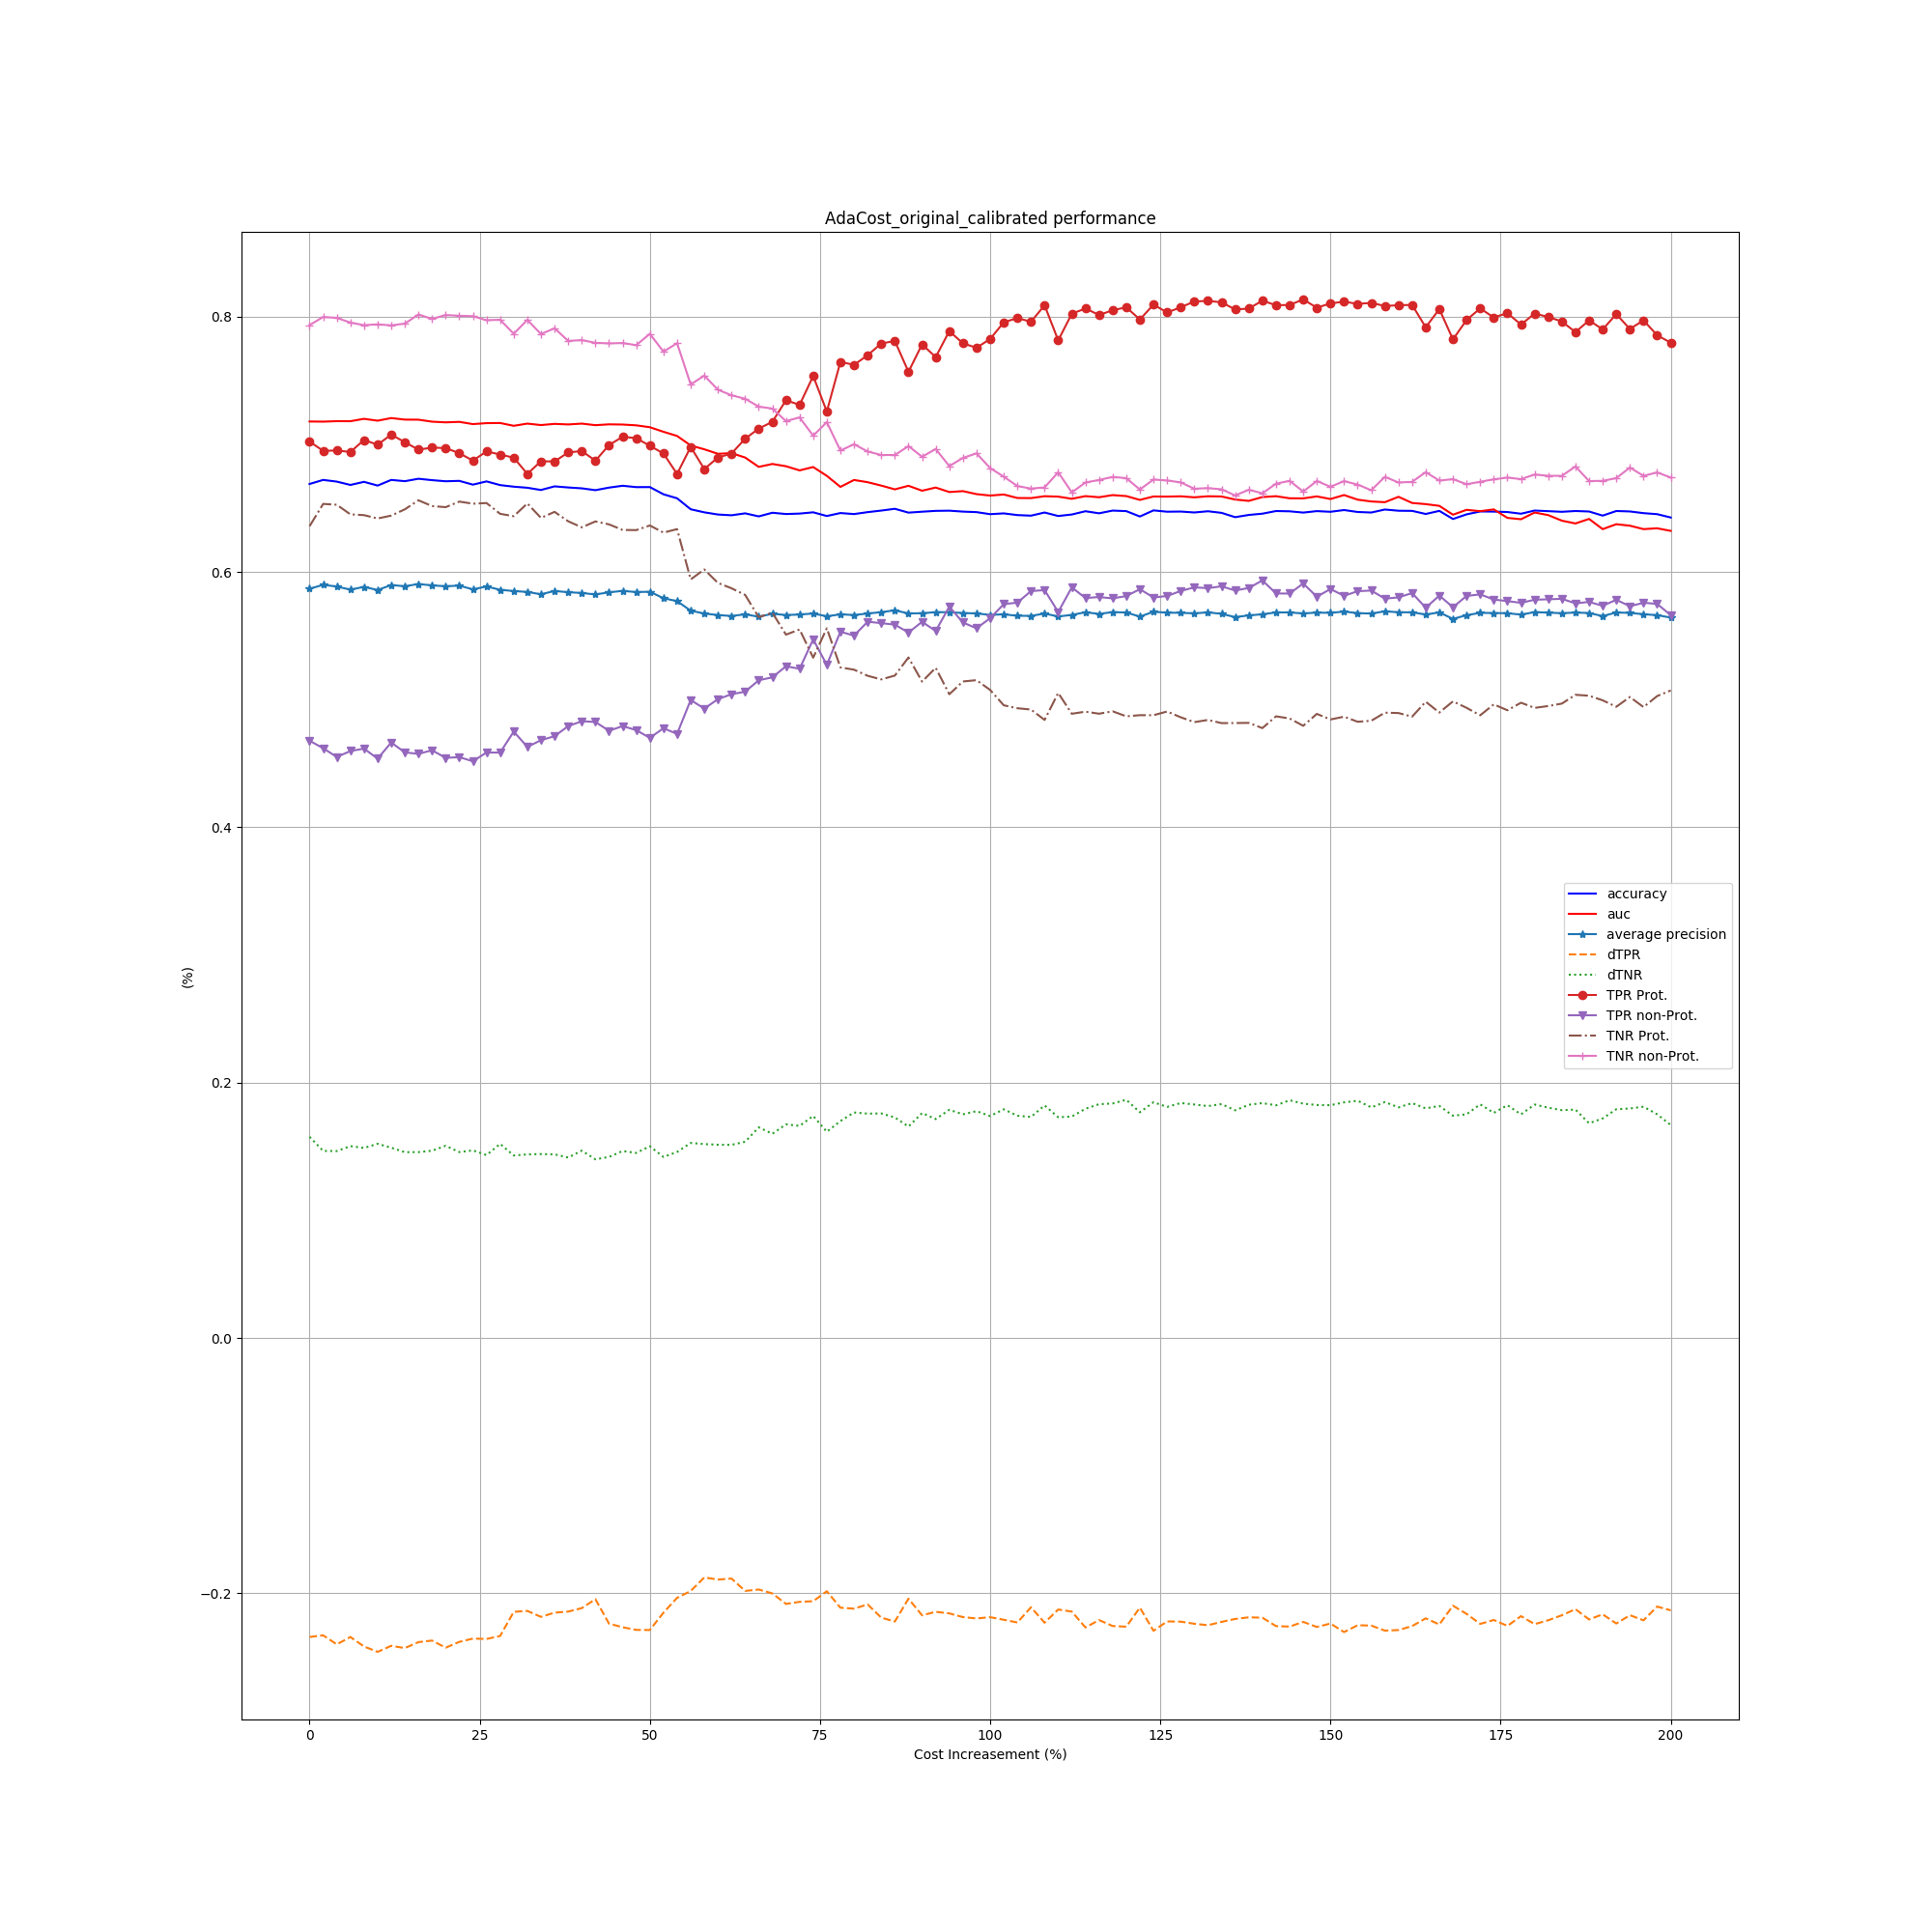 AdaCost_original_calibrated performance
0.8
0.6
0.4
0.2
0.0
−0.2
(%)
accuracy
auc
average precision
dTPR
dTNR
TPR Prot.
TPR non-Prot.
TNR Prot.
TNR non-Prot.
0 25 50 75 100 125 150 175 200
Cost Increasement (%)